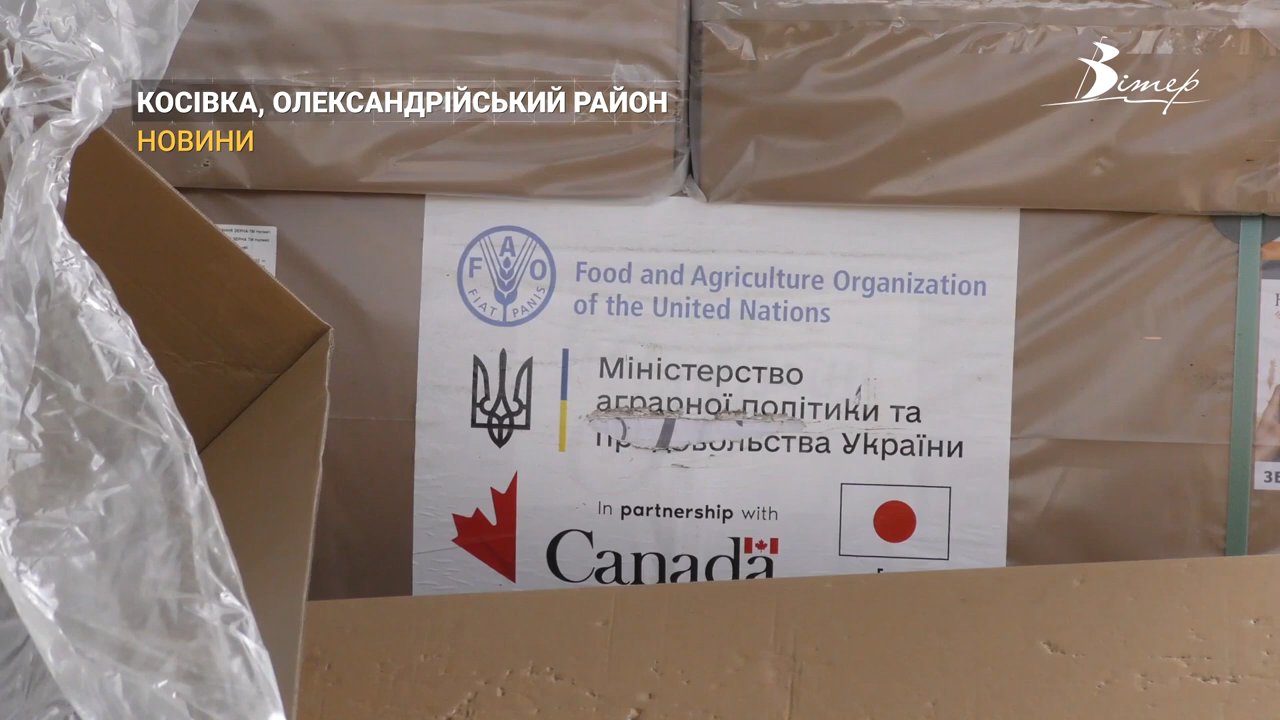 КОСІВКА, ОЛЕКСАНДРІЙСЬКИЙ РАЙОН
НОВИНИ
Вітер
FAO
FIAT PANIS
Food and Agriculture Organization
of the United Nations
Міністерство
аграрної політики та
продовольства України
In partnership with
Canada